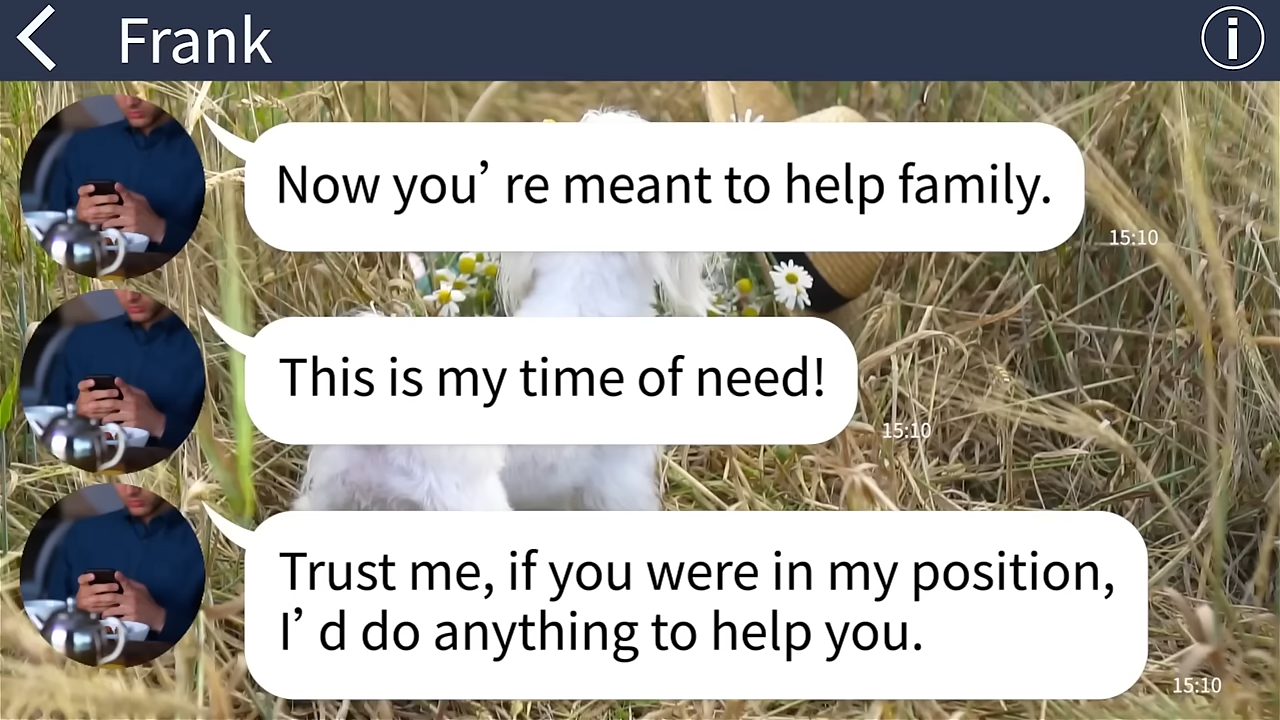 Frank
Now you’re meant to help family.
15:10
This is my time of need!
15:10
Trust me, if you were in my position,
I’d do anything to help you.
15:10